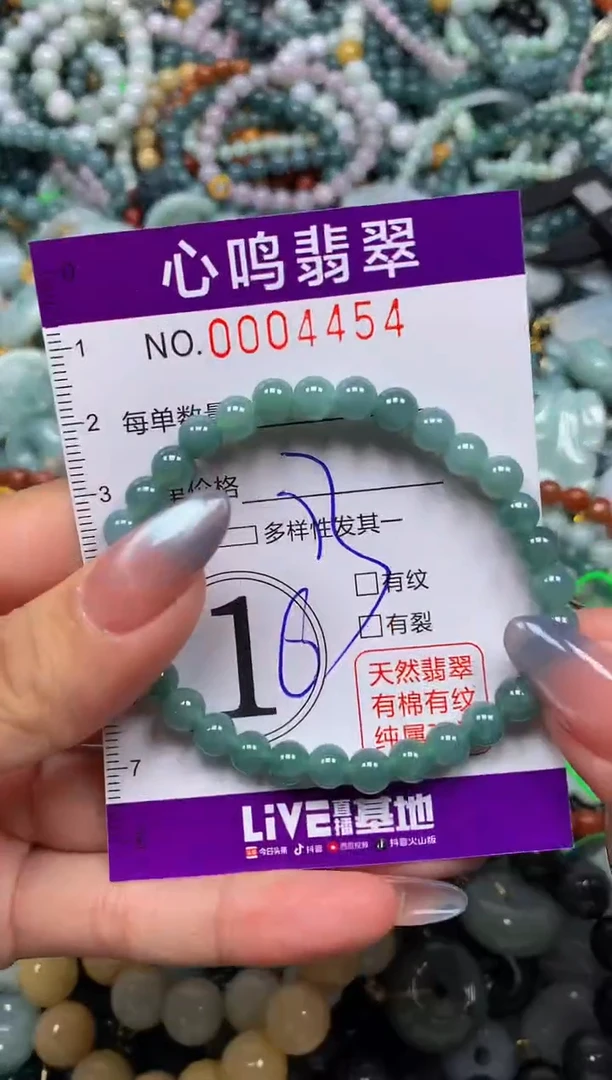 心鸣翡翠
NO.0004454
每单数量
价格
多样性发其一
有纹
1
6
有裂
天然翡翠
有棉有纹
LiVE直播基地
今日头条 抖音 西瓜视频 抖音火山版
0
1
2
3
7